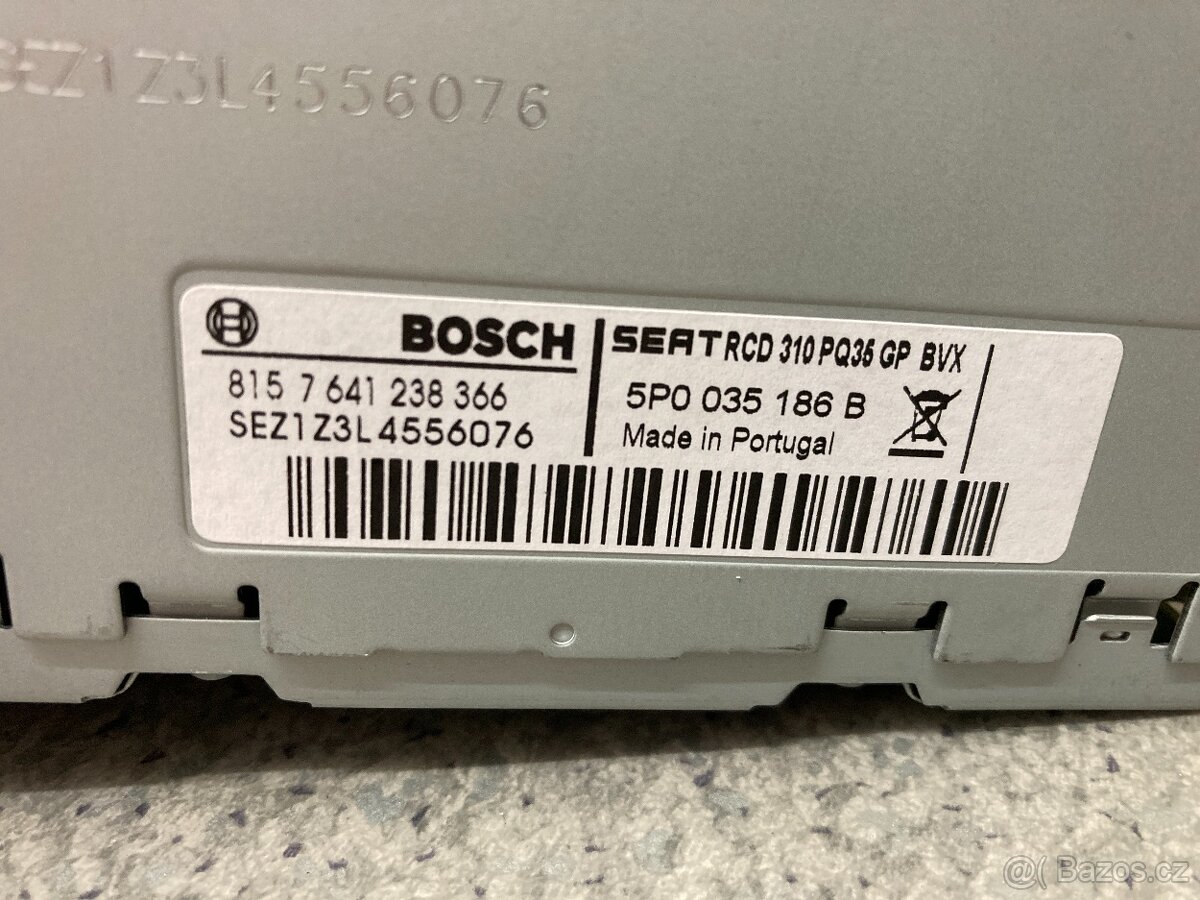 SEZ1Z3L4556076
BOSCH
815 7 641 238 366
SEZ1Z3L4556076
SEAT RCD 310 PQ35 GP BVX
5P0 035 186 B
Made in Portugal
@( Bazos.cz